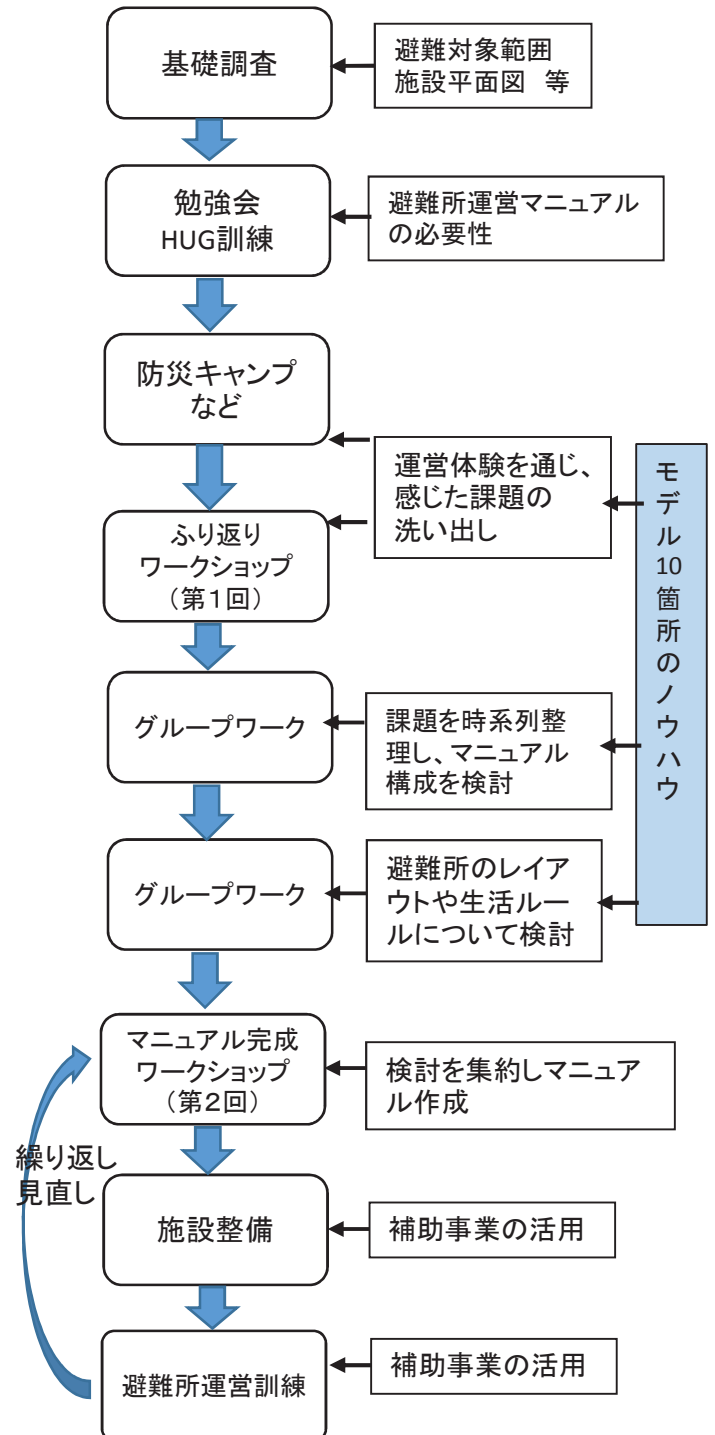 基礎調査
避難対象範囲
施設平面図　等
勉強会
HUG訓練
避難所運営マニュアル
の必要性
防災キャンプ
など
運営体験を通じ、
感じた課題の
洗い出し
モデル10箇所のノウハウ
ふり返り
ワークショップ
（第１回）
グループワーク
課題を時系列整
理し、マニュアル
構成を検討
グループワーク
避難所のレイア
ウトや生活ルー
ルについて検討
マニュアル完成
ワークショップ
（第２回）
検討を集約しマニュア
ル作成
繰り返し
見直し
施設整備
補助事業の活用
避難所運営訓練
補助事業の活用